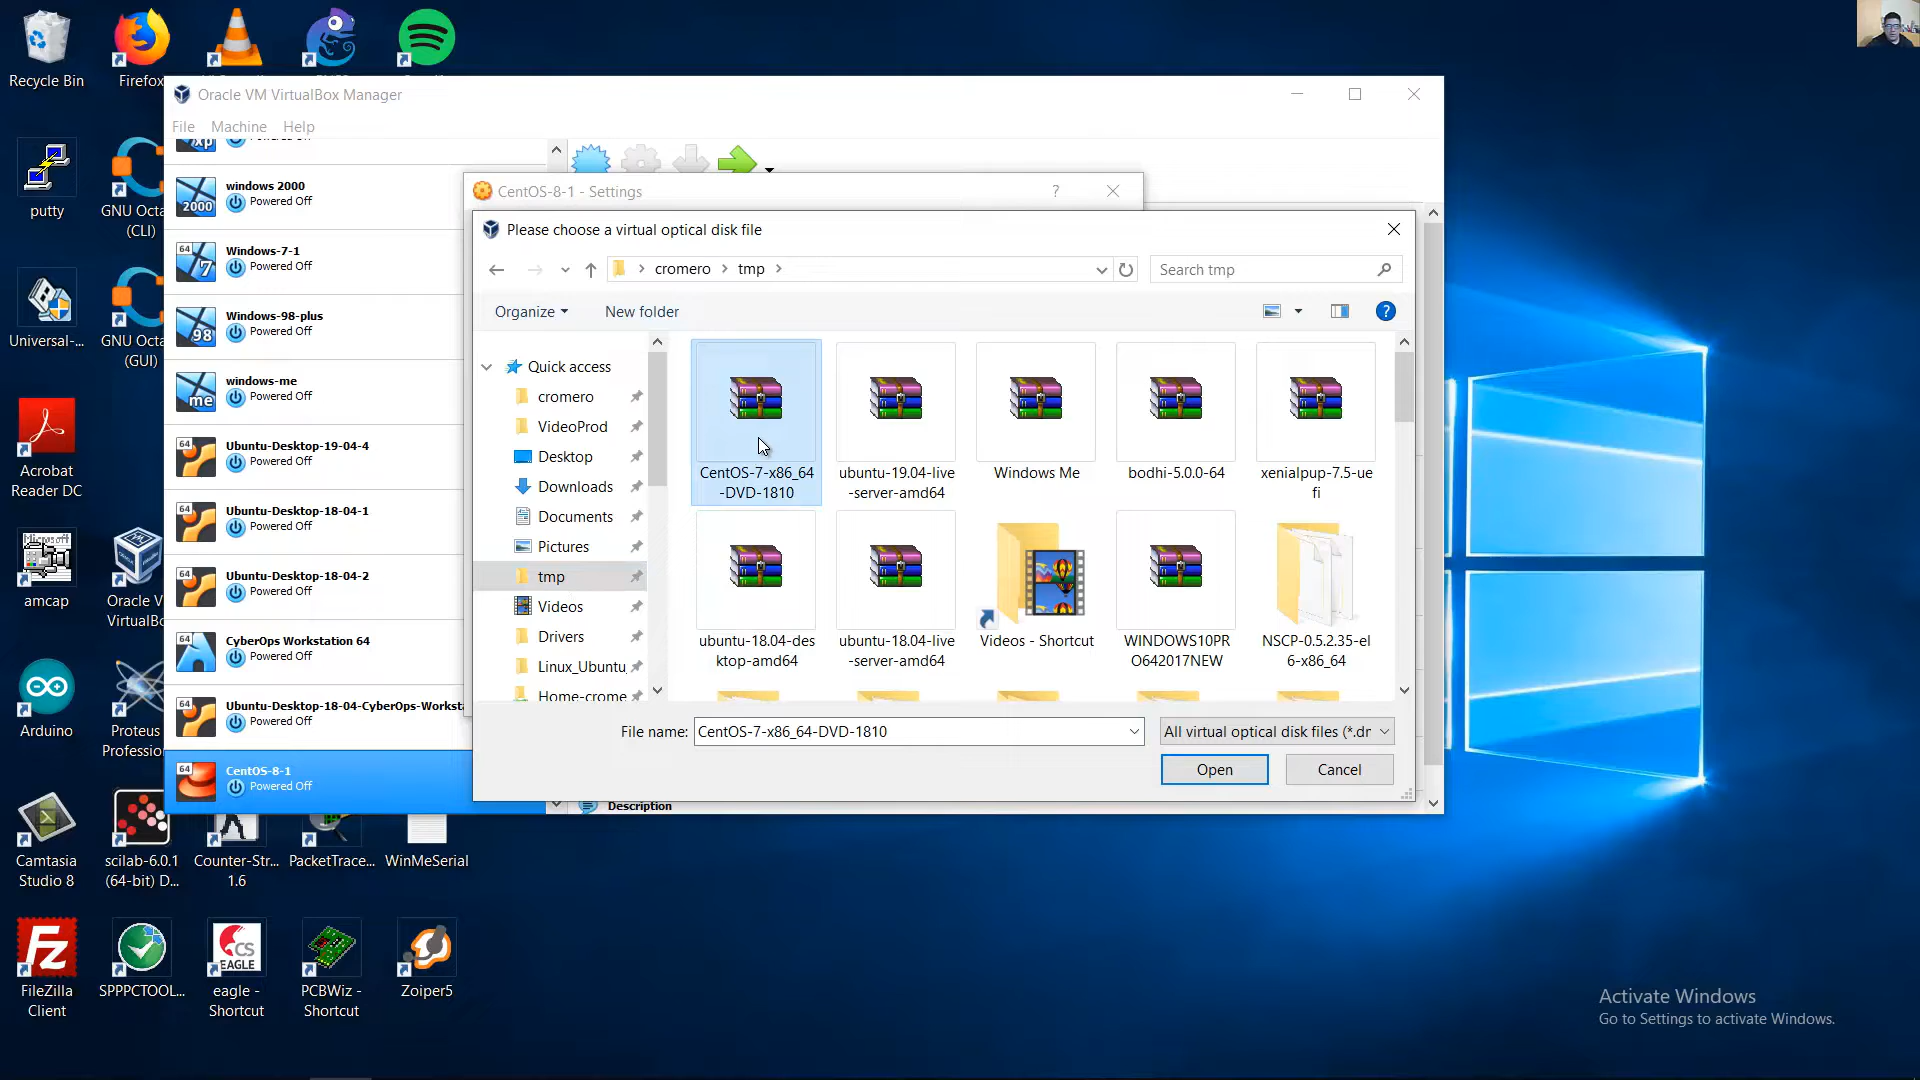 Recycle Bin
Firefox
Oracle VM VirtualBox Manager
File Machine Help
putty
GNU Octa
(CLI)
Universal-...
GNU Octa
(GUI)
Acrobat
Reader DC
amcap
Oracle V
VirtualBo
Arduino
Proteus
Professio
Camtasia
Studio 8
scilab-6.0.1
(64-bit) D...
Counter-Str...
1.6
PacketTrace...
WinMeSerial
FileZilla
Client
SPPPCTOOL...
eagle -
Shortcut
PCBWiz -
Shortcut
Zoiper5
windows 2000
Powered Off
Windows-7-1
Powered Off
Windows-98-plus
Powered Off
windows-me
Powered Off
Ubuntu-Desktop-19-04-4
Powered Off
Ubuntu-Desktop-18-04-1
Powered Off
Ubuntu-Desktop-18-04-2
Powered Off
CyberOps Workstation 64
Powered Off
Ubuntu-Desktop-18-04-CyberOps-Worksta
Powered Off
CentOS-8-1
Powered Off
CentOS-8-1 - Settings
Please choose a virtual optical disk file
cromero > tmp >
Search tmp
Organize
New folder
Quick access
cromero
VideoProd
Desktop
Downloads
Documents
Pictures
tmp
Videos
Drivers
Linux_Ubuntu
Home-crome
CentOS-7-x86_64
-DVD-1810
ubuntu-19.04-live
-server-amd64
Windows Me
bodhi-5.0.0-64
xenialpup-7.5-ue
fi
ubuntu-18.04-des
ktop-amd64
ubuntu-18.04-live
-server-amd64
Videos - Shortcut
WINDOWS10PR
O642017NEW
NSCP-0.5.2.35-el
6-x86_64
File name: CentOS-7-x86_64-DVD-1810
All virtual optical disk files (*.dr
Open
Cancel
Description
Activate Windows
Go to Settings to activate Windows.